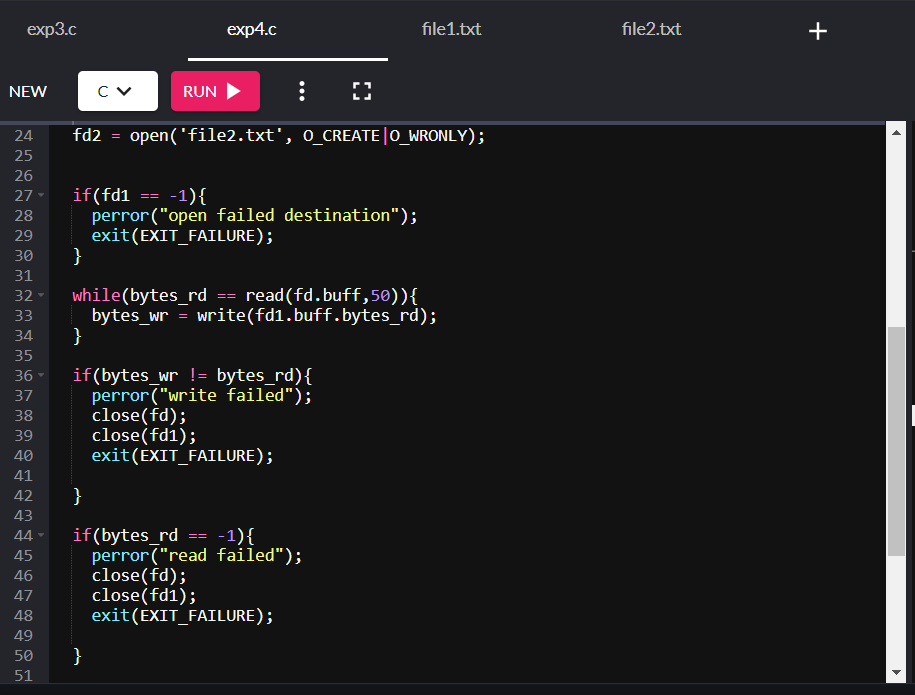 exp3.c exp4.c file1.txt file2.txt +
NEW C RUN
24 fd2 = open('file2.txt', O_CREATE|O_WRONLY);
25
26
27 if(fd1 == -1){
28 perror("open failed destination");
29 exit(EXIT_FAILURE);
30 }
31
32 while(bytes_rd == read(fd.buff,50)){
33 bytes_wr = write(fd1.buff.bytes_rd);
34 }
35
36 if(bytes_wr != bytes_rd){
37 perror("write failed");
38 close(fd);
39 close(fd1);
40 exit(EXIT_FAILURE);
41
42 }
43
44 if(bytes_rd == -1){
45 perror("read failed");
46 close(fd);
47 close(fd1);
48 exit(EXIT_FAILURE);
49
50 }
51